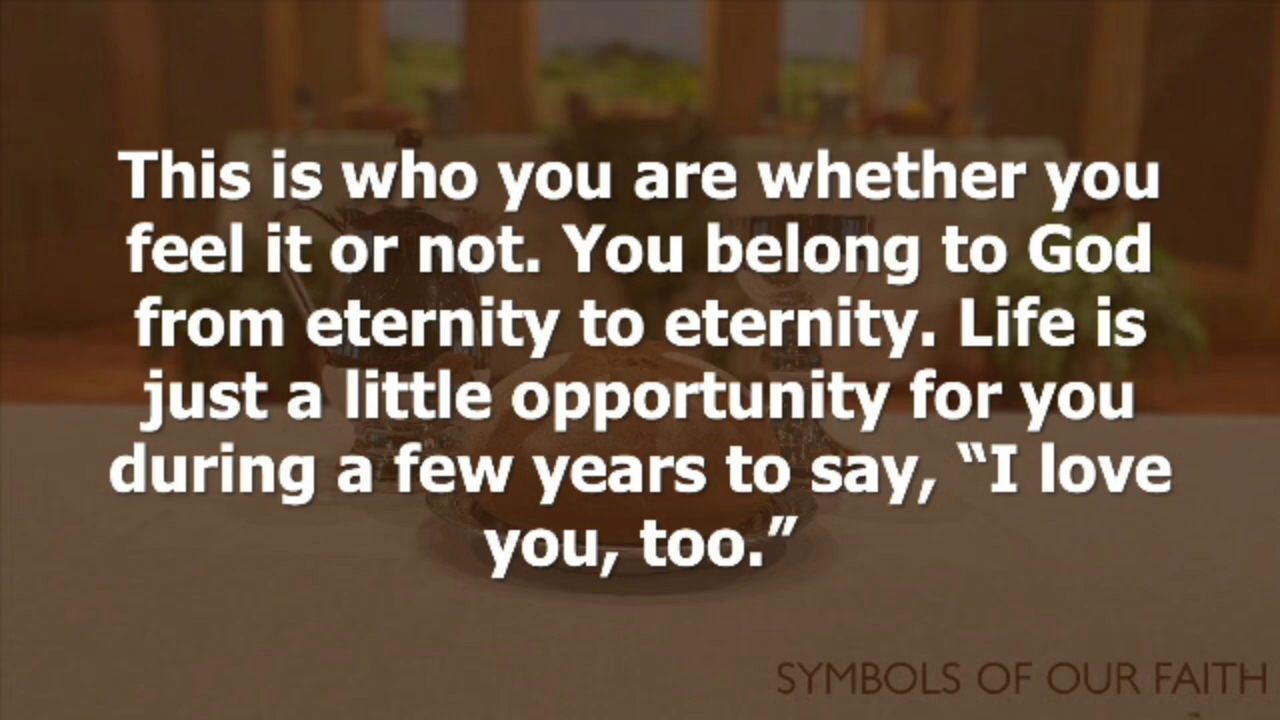 This is who you are whether you
feel it or not. You belong to God
from eternity to eternity. Life is
just a little opportunity for you
during a few years to say, “I love
you, too.”
SYMBOLS OF OUR FAITH